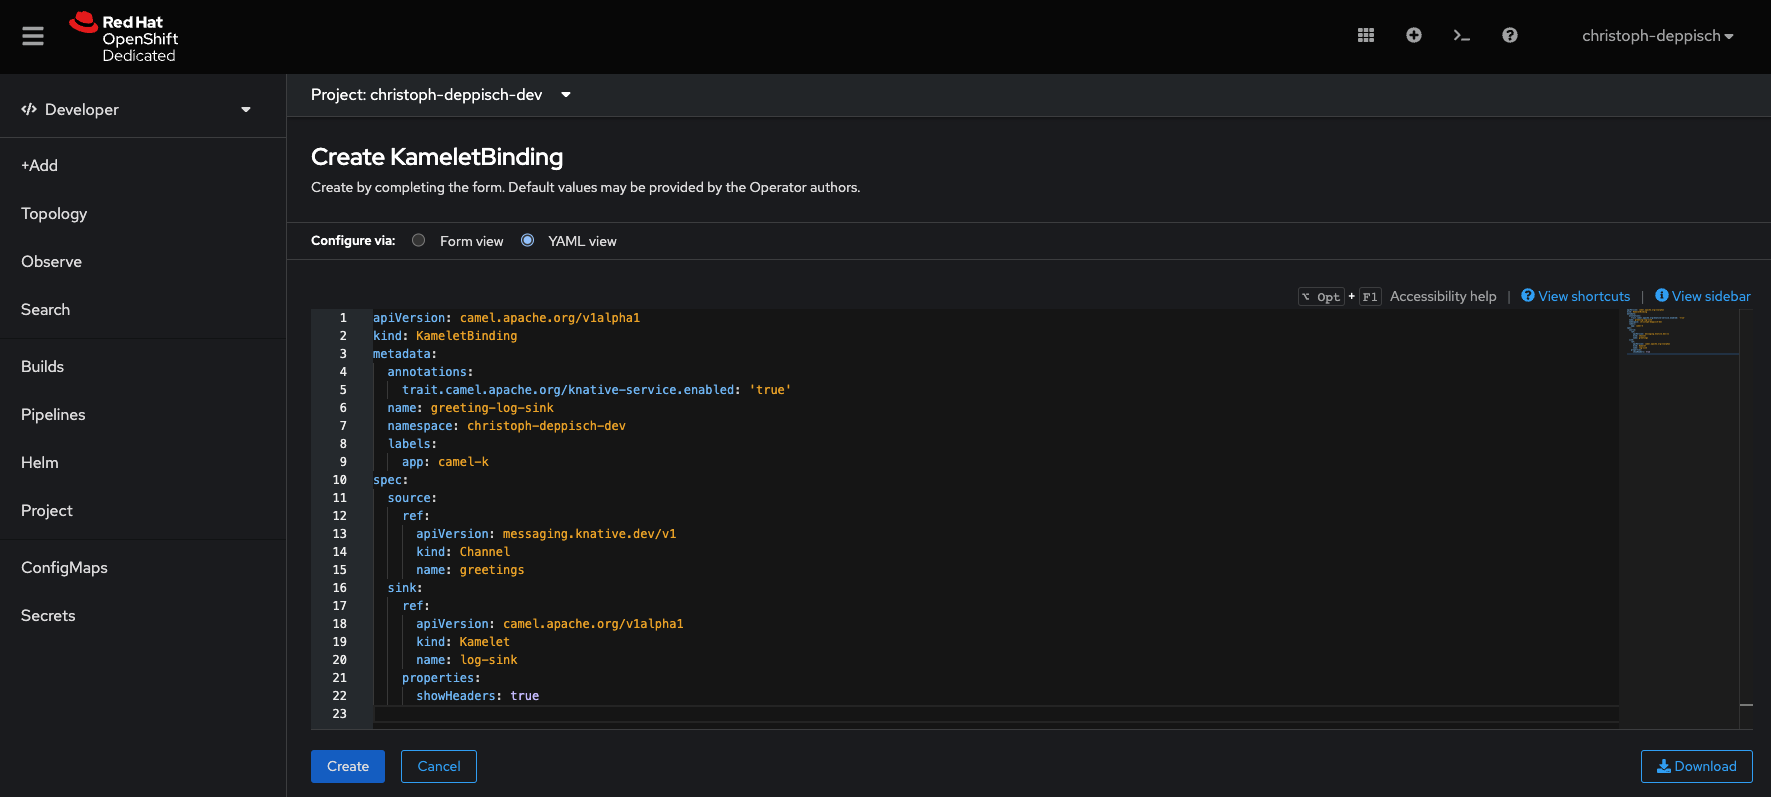 Red Hat
OpenShift
Dedicated
christoph-deppisch
Developer
+Add
Topology
Observe
Search
Builds
Pipelines
Helm
Project
ConfigMaps
Secrets
Project: christoph-deppisch-dev
Create KameletBinding
Create by completing the form. Default values may be provided by the Operator authors.
Configure via: Form view YAML view
⌥ Opt + F1 Accessibility help | View shortcuts | View sidebar
1 apiVersion: camel.apache.org/v1alpha1
2 kind: KameletBinding
3 metadata:
4 annotations:
5 trait.camel.apache.org/knative-service.enabled: 'true'
6 name: greeting-log-sink
7 namespace: christoph-deppisch-dev
8 labels:
9 app: camel-k
10 spec:
11 source:
12 ref:
13 apiVersion: messaging.knative.dev/v1
14 kind: Channel
15 name: greetings
16 sink:
17 ref:
18 apiVersion: camel.apache.org/v1alpha1
19 kind: Kamelet
20 name: log-sink
21 properties:
22 showHeaders: true
23
Create Cancel Download